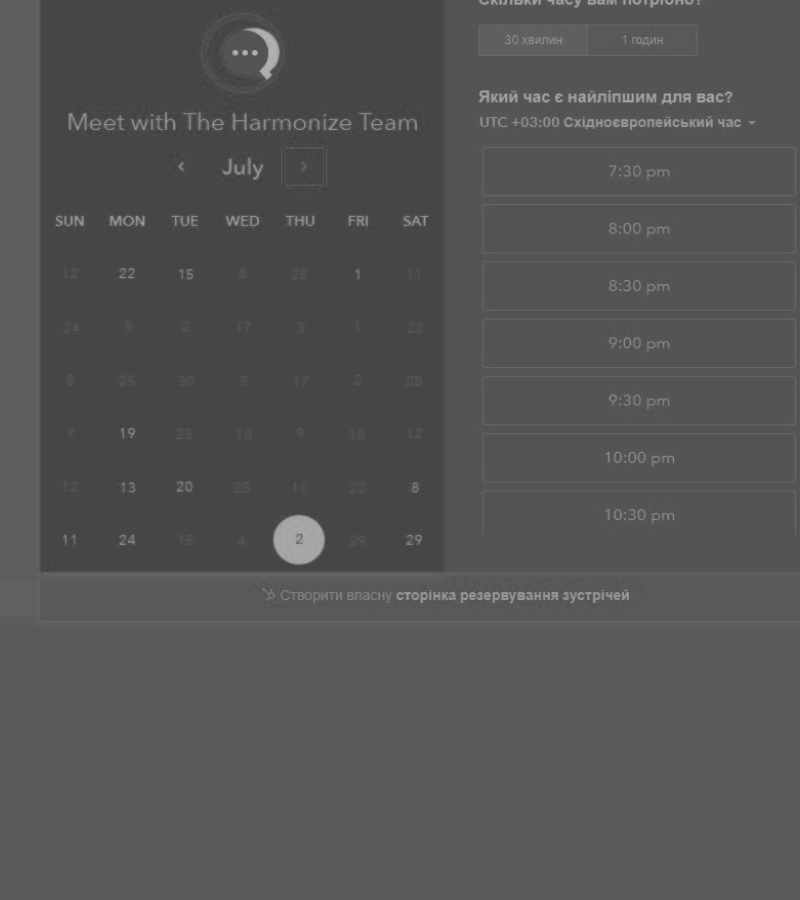 Скільки часу вам потрібно?
30 хвилин 1 годин
Який час є найліпшим для вас?
UTC +03:00 Східноєвропейський час
Meet with The Harmonize Team
‹ July ›
SUN MON TUE WED THU FRI SAT
12 22 15 8 25 1 11
24 9 2 17 3 1 22
8 25 30 3 17 2 28
7 19 25 10 9 18 12
12 13 20 28 11 22 8
11 24 15 4 2 29 29
7:30 pm
8:00 pm
8:30 pm
9:00 pm
9:30 pm
10:00 pm
10:30 pm
Створити власну сторінка резервування зустрічей